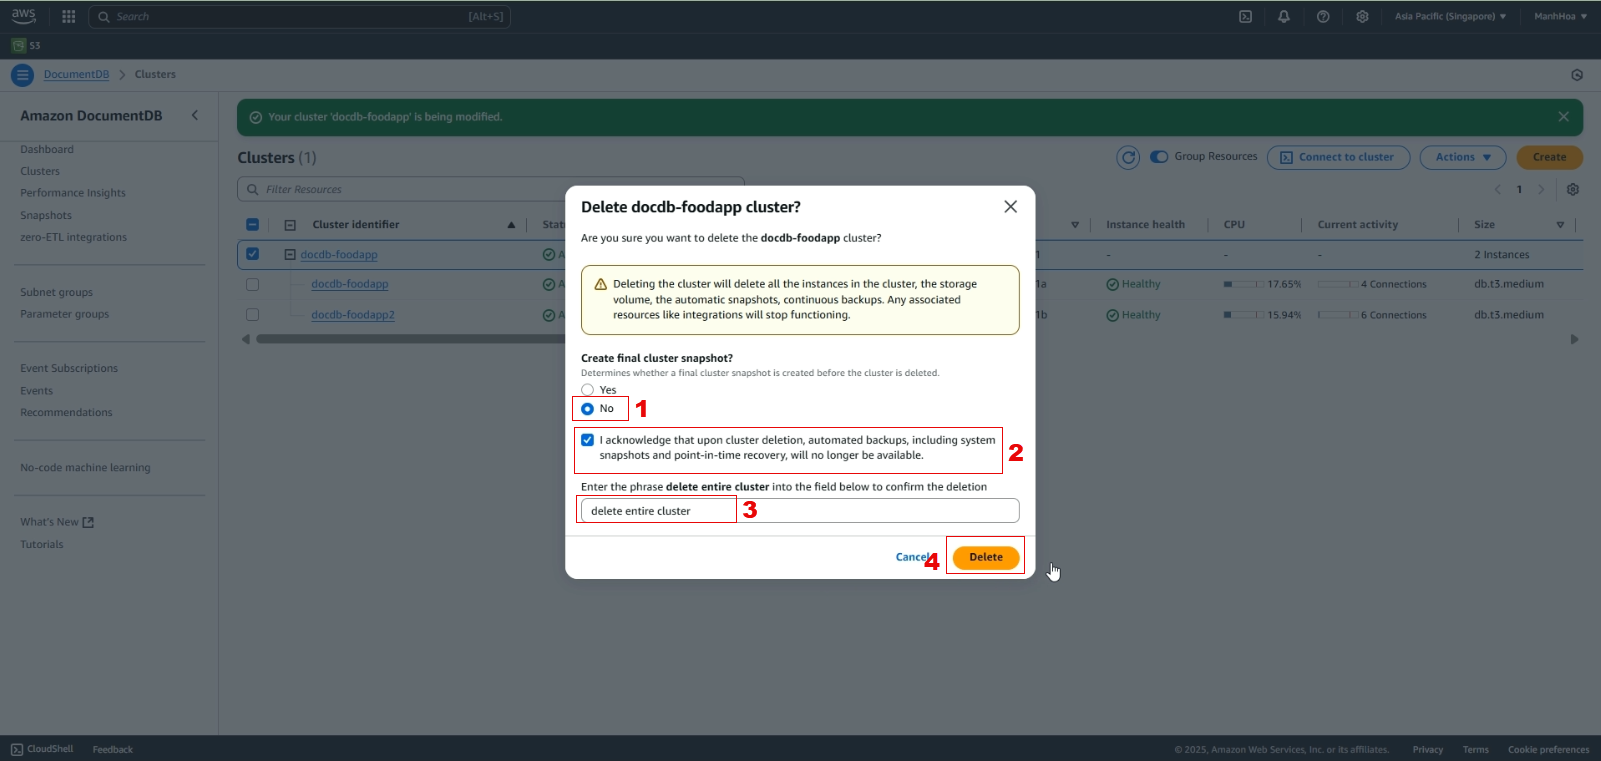 aws
Search
[Alt+S]
Asia Pacific (Singapore)
ManhHoa
S3
DocumentDB
Clusters
Amazon DocumentDB
Dashboard
Clusters
Performance Insights
Snapshots
zero-ETL integrations
Subnet groups
Parameter groups
Event Subscriptions
Events
Recommendations
No-code machine learning
What's New
Tutorials
Your cluster 'docdb-foodapp' is being modified.
Clusters (1)
Group Resources
Connect to cluster
Actions
Create
Filter Resources
1
Cluster identifier
Instance health
CPU
Current activity
Size
docdb-foodapp
-
-
-
2 Instances
docdb-foodapp
1a
Healthy
17.65%
4 Connections
db.t3.medium
docdb-foodapp2
1b
Healthy
15.94%
6 Connections
db.t3.medium
Delete docdb-foodapp cluster?
Are you sure you want to delete the docdb-foodapp cluster?
Deleting the cluster will delete all the instances in the cluster, the storage
volume, the automatic snapshots, continuous backups. Any associated
resources like integrations will stop functioning.
Create final cluster snapshot?
Determines whether a final cluster snapshot is created before the cluster is deleted.
Yes
No
1
I acknowledge that upon cluster deletion, automated backups, including system
snapshots and point-in-time recovery, will no longer be available.
2
Enter the phrase delete entire cluster into the field below to confirm the deletion
delete entire cluster
3
Cancel
4
Delete
CloudShell
Feedback
© 2025, Amazon Web Services, Inc. or its affiliates.
Privacy
Terms
Cookie preferences